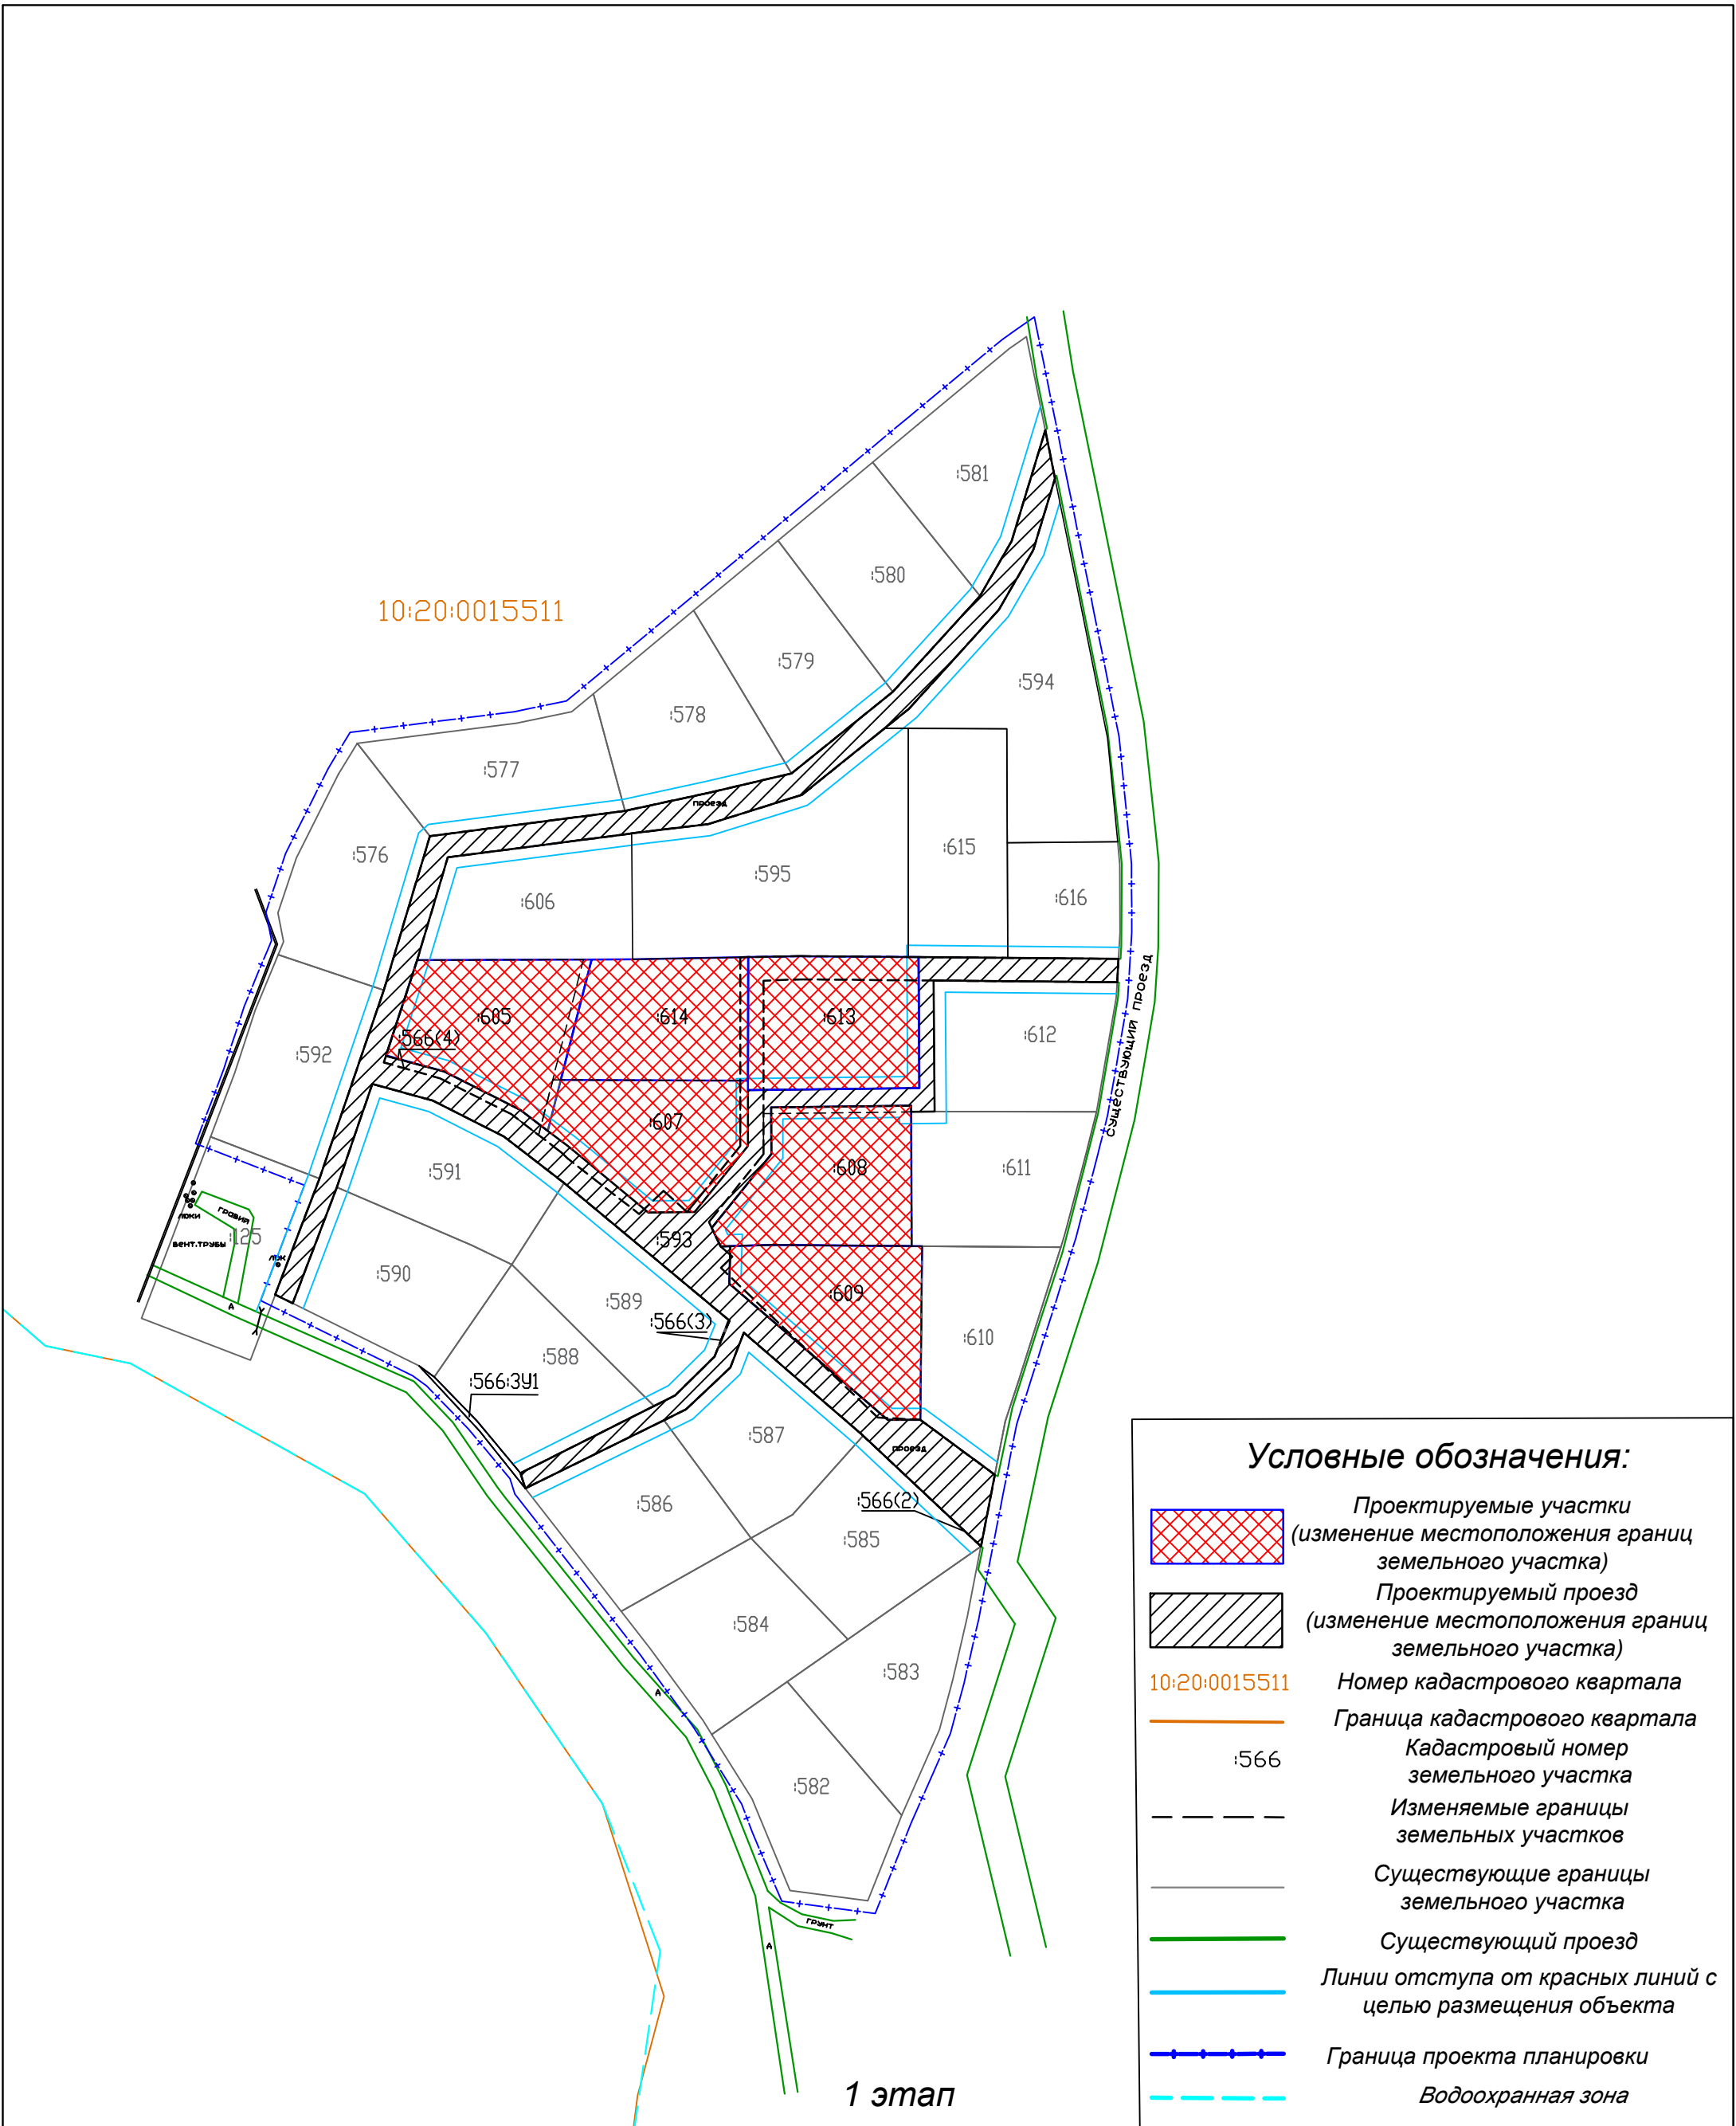 :581
:580
10:20:0015511
:579
:594
:578
:577
проезд
:615
:576
:595
:606
:616
:605
:614
:613
:612
существующий проезд
:566(4)
:592
:607
:608
:611
:591
гравия
люки
:125
вент.трубы
люк
:593
:590
:609
:589
А
:566(3)
:610
:588
:566:ЗУ1
:587
проезд
:566(2)
:586
:585
:584
:583
А
:582
грунт
А
1 этап
Условные обозначения:
Проектируемые участки
(изменение местоположения границ
земельного участка)
Проектируемый проезд
(изменение местоположения границ
земельного участка)
10:20:0015511
Номер кадастрового квартала
Граница кадастрового квартала
:566
Кадастровый номер
земельного участка
Изменяемые границы
земельных участков
Существующие границы
земельного участка
Существующий проезд
Линии отступа от красных линий с
целью размещения объекта
Граница проекта планировки
Водоохранная зона